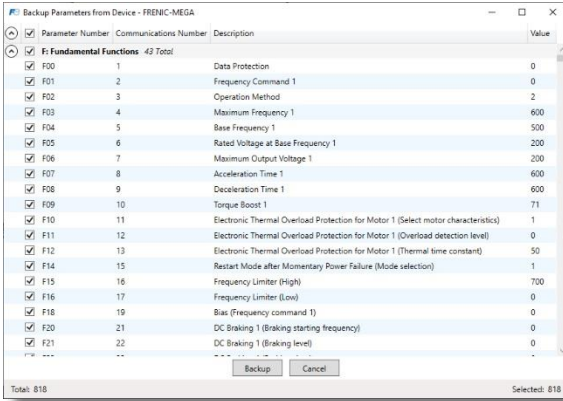 Backup Parameters from Device - FRENIC-MEGA
Parameter Number Communications Number Description Value
F: Fundamental Functions 43 Total
F00 1 Data Protection 0
F01 2 Frequency Command 1 0
F02 3 Operation Method 2
F03 4 Maximum Frequency 1 600
F04 5 Base Frequency 1 500
F05 6 Rated Voltage at Base Frequency 1 200
F06 7 Maximum Output Voltage 1 200
F07 8 Acceleration Time 1 600
F08 9 Deceleration Time 1 600
F09 10 Torque Boost 1 71
F10 11 Electronic Thermal Overload Protection for Motor 1 (Select motor characteristics) 1
F11 12 Electronic Thermal Overload Protection for Motor 1 (Overload detection level) 0
F12 13 Electronic Thermal Overload Protection for Motor 1 (Thermal time constant) 50
F14 15 Restart Mode after Momentary Power Failure (Mode selection) 1
F15 16 Frequency Limiter (High) 700
F16 17 Frequency Limiter (Low) 0
F18 19 Bias (Frequency command 1) 0
F20 21 DC Braking 1 (Braking starting frequency) 0
F21 22 DC Braking 1 (Braking level) 0
Backup Cancel
Total: 818 Selected: 818